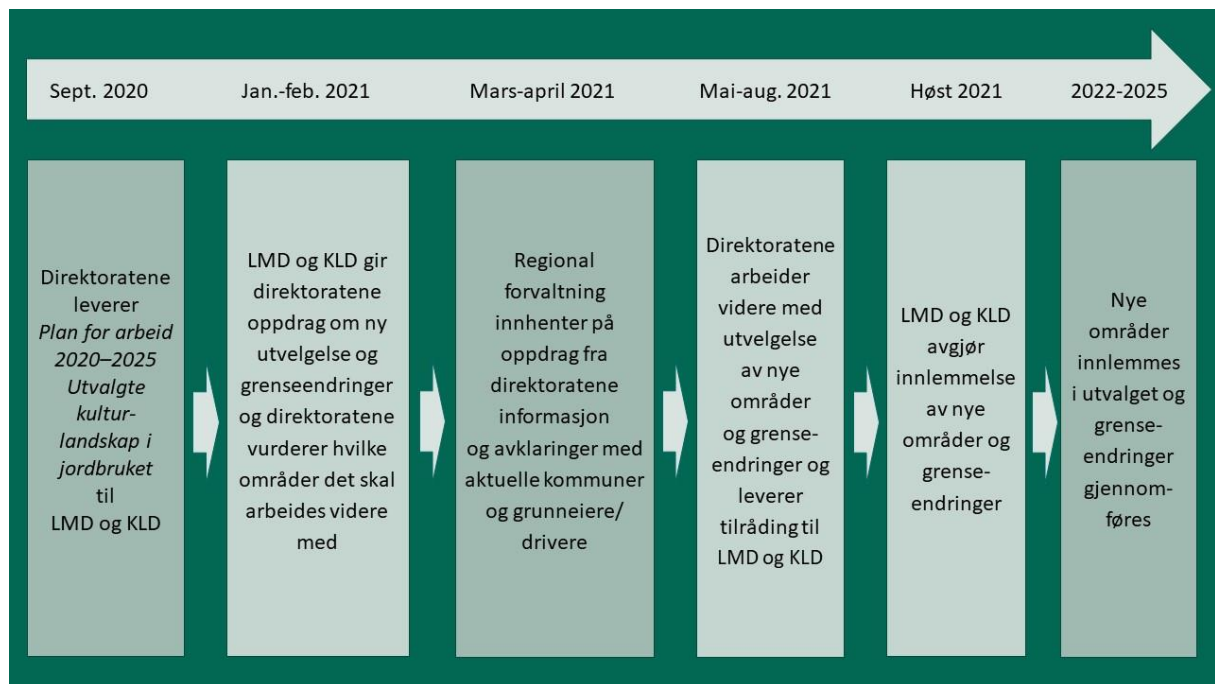 Sept. 2020
Jan.-feb. 2021
Mars-april 2021
Mai-aug. 2021
Høst 2021
2022-2025
Direktoratene
leverer
Plan for arbeid
2020–2025
Utvalgte
kultur-
landskap i
jordbruket
til
LMD og KLD
LMD og KLD gir
direktoratene
oppdrag om ny
utvelgelse og
grenseendringer
og direktoratene
vurderer hvilke
områder det skal
arbeides videre
med
Regional
forvaltning
innhenter på
oppdrag fra
direktoratene
informasjon
og avklaringer med
aktuelle kommuner
og grunneiere/
drivere
Direktoratene
arbeider
videre med
utvelgelse
av nye
områder
og grense-
endringer og
leverer
tilråding til
LMD og KLD
LMD og KLD
avgjør
innlemmelse
av nye
områder og
grense-
endringer
Nye
områder
innlemmes
i utvalget og
grense-
endringer
gjennom-
føres